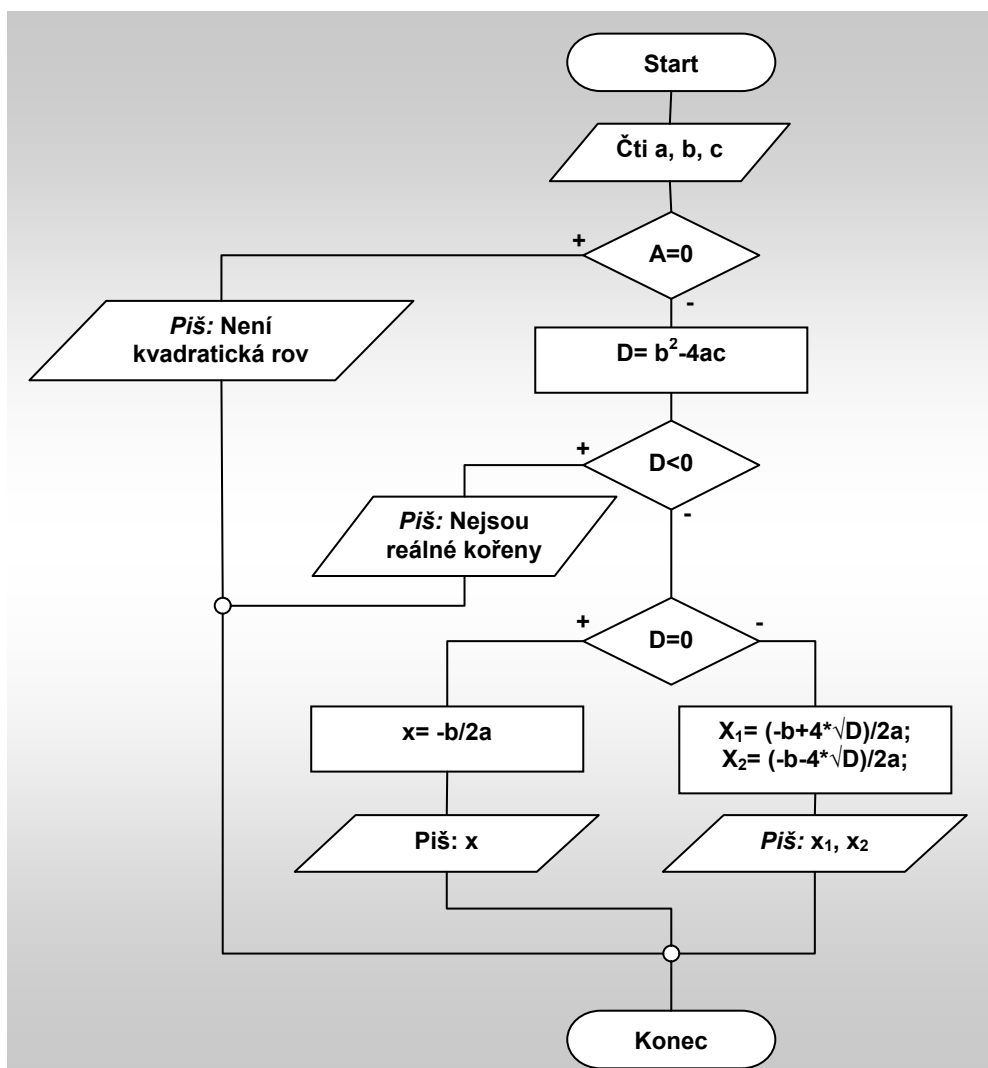 Start
Čti a, b, c
+
A=0
-
Piš: Není
kvadratická rov
D= b²-4ac
+
D<0
-
Piš: Nejsou
reálné kořeny
+
D=0
-
x= -b/2a
X₁= (-b+4*√D)/2a;
X₂= (-b-4*√D)/2a;
Piš: x
Piš: x₁, x₂
Konec